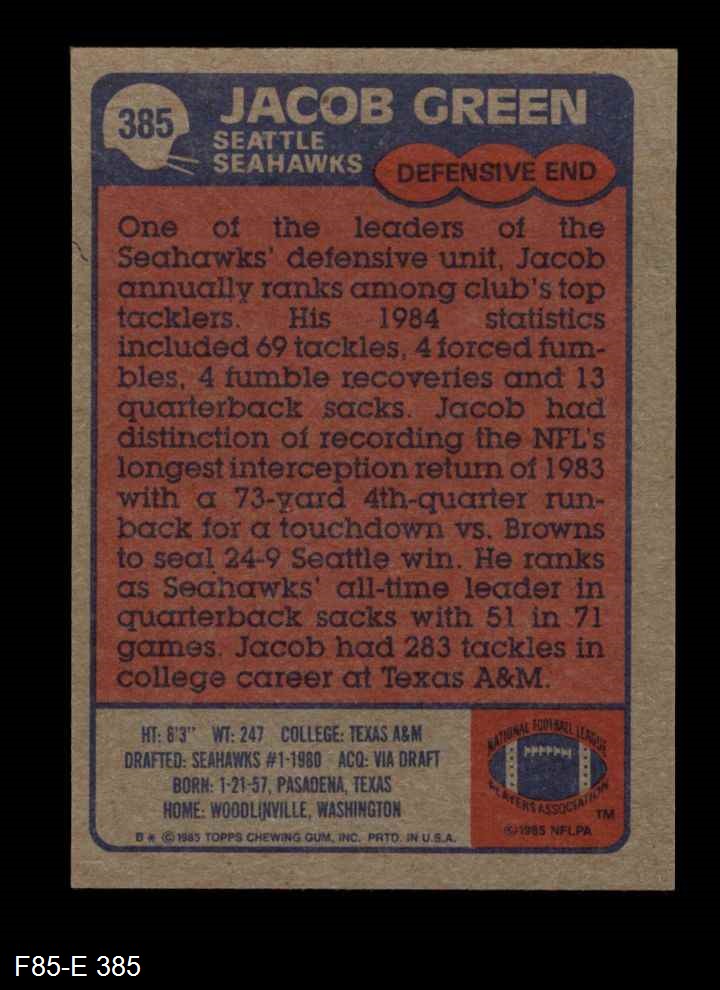 385
JACOB GREEN
SEATTLE
SEAHAWKS
DEFENSIVE END
One of the leaders of the
Seahawks' defensive unit, Jacob
annually ranks among club's top
tacklers. His 1984 statistics
included 69 tackles, 4 forced fum-
bles, 4 fumble recoveries and 13
quarterback sacks. Jacob had
distinction of recording the NFL's
longest interception return of 1983
with a 73-yard 4th-quarter run-
back for a touchdown vs. Browns
to seal 24-9 Seattle win. He ranks
as Seahawks' all-time leader in
quarterback sacks with 51 in 71
games. Jacob had 283 tackles in
college career at Texas A&M.
HT: 6'3" WT: 247 COLLEGE: TEXAS A&M
DRAFTED: SEAHAWKS #1-1980 ACQ: VIA DRAFT
BORN: 1-21-57, PASADENA, TEXAS
HOME: WOODLINVILLE, WASHINGTON
B * © 1985 TOPPS CHEWING GUM, INC. PRTD. IN U.S.A.
NATIONAL FOOTBALL LEAGUE
PLAYERS ASSOCIATION
TM
© 1985 NFLPA
F85-E 385